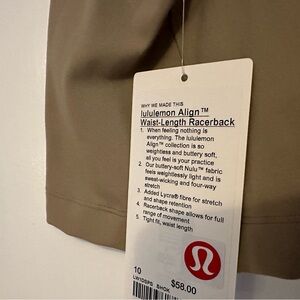 WHY WE MADE THIS
lululemon Align™
Waist-Length Racerback
1. When feeling nothing is
everything. The lululemon
Align™ collection is so
weightless and buttery soft,
all you feel is your practice
2. Our buttery-soft Nulu™ fabric
feels weightlessly light and is
sweat-wicking and four-way
stretch
3. Added Lycra® fibre for stretch
and shape retention
4. Racerback shape allows for full
range of movement
5. Tight fit, waist length
10 $58.00